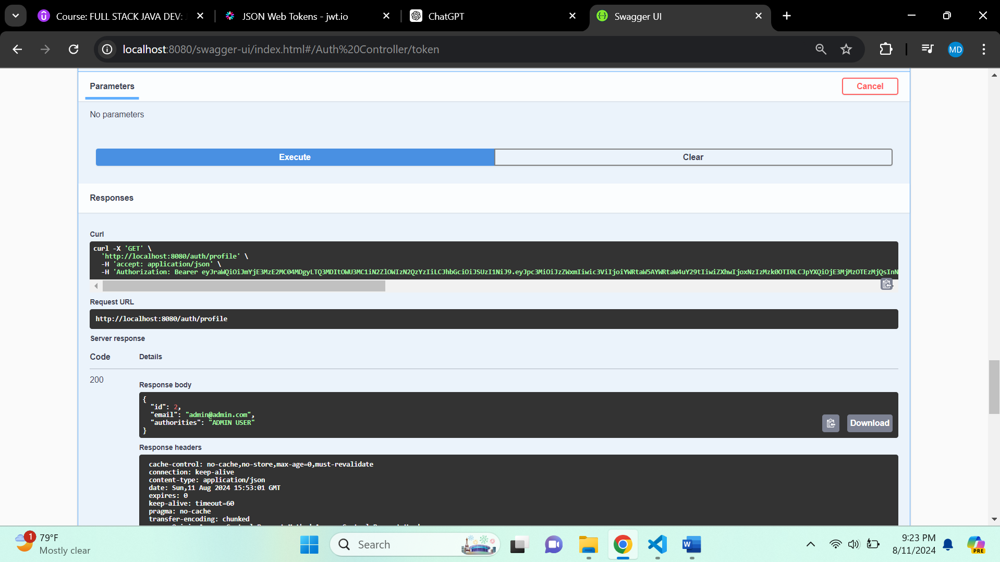 Course: FULL STACK JAVA DEV:
JSON Web Tokens - jwt.io
ChatGPT
Swagger UI
localhost:8080/swagger-ui/index.html#/Auth%20Controller/token
MD
Parameters
Cancel
No parameters
Execute
Clear
Responses
Curl
curl -X 'GET' \
'http://localhost:8080/auth/profile' \
-H 'accept: application/json' \
-H 'Authorization: Bearer eyJraWQiOiJmYjE3MzE2MC04MDgyLTQ3MDItOWU3MC1iN2ZlOWIzN2QzYzIiLCJhbGciOiJSUzI1NiJ9.eyJpc3MiOiJzZWxmIiwic3ViIjoiYWRtaW5AYWRtaW4uY29tIiwiZXhwIjoxNzIzMzk0OTI0LCJpYXQiOjE3MjMzOTEzMjQsInN
Request URL
http://localhost:8080/auth/profile
Server response
Code
Details
200
Response body
{
"id": 2,
"email": "admin@admin.com",
"authorities": "ADMIN USER"
}
Download
Response headers
cache-control: no-cache,no-store,max-age=0,must-revalidate
connection: keep-alive
content-type: application/json
date: Sun,11 Aug 2024 15:53:01 GMT
expires: 0
keep-alive: timeout=60
pragma: no-cache
transfer-encoding: chunked
1
79°F
Mostly clear
Search
W
9:23 PM
8/11/2024
PRE